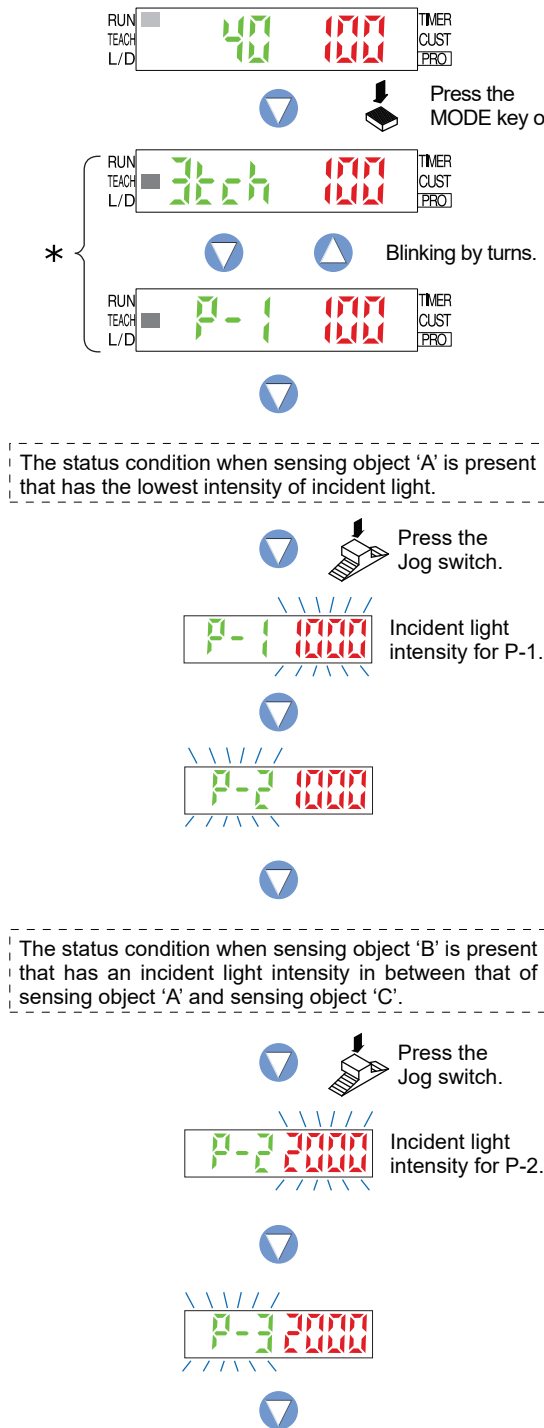 RUN 40 100 TIMER
TEACH CUST
L/D PRO
Press the
MODE key o
RUN 3tch 100 TIMER
TEACH CUST
L/D PRO
* Blinking by turns.
RUN P-1 100 TIMER
TEACH CUST
L/D PRO
The status condition when sensing object ‘A’ is present
that has the lowest intensity of incident light.
Press the
Jog switch.
P-1 1000 Incident light
intensity for P-1.
P-2 1000
The status condition when sensing object ‘B’ is present
that has an incident light intensity in between that of
sensing object ‘A’ and sensing object ‘C’.
Press the
Jog switch.
P-2 2000 Incident light
intensity for P-2.
P-3 2000